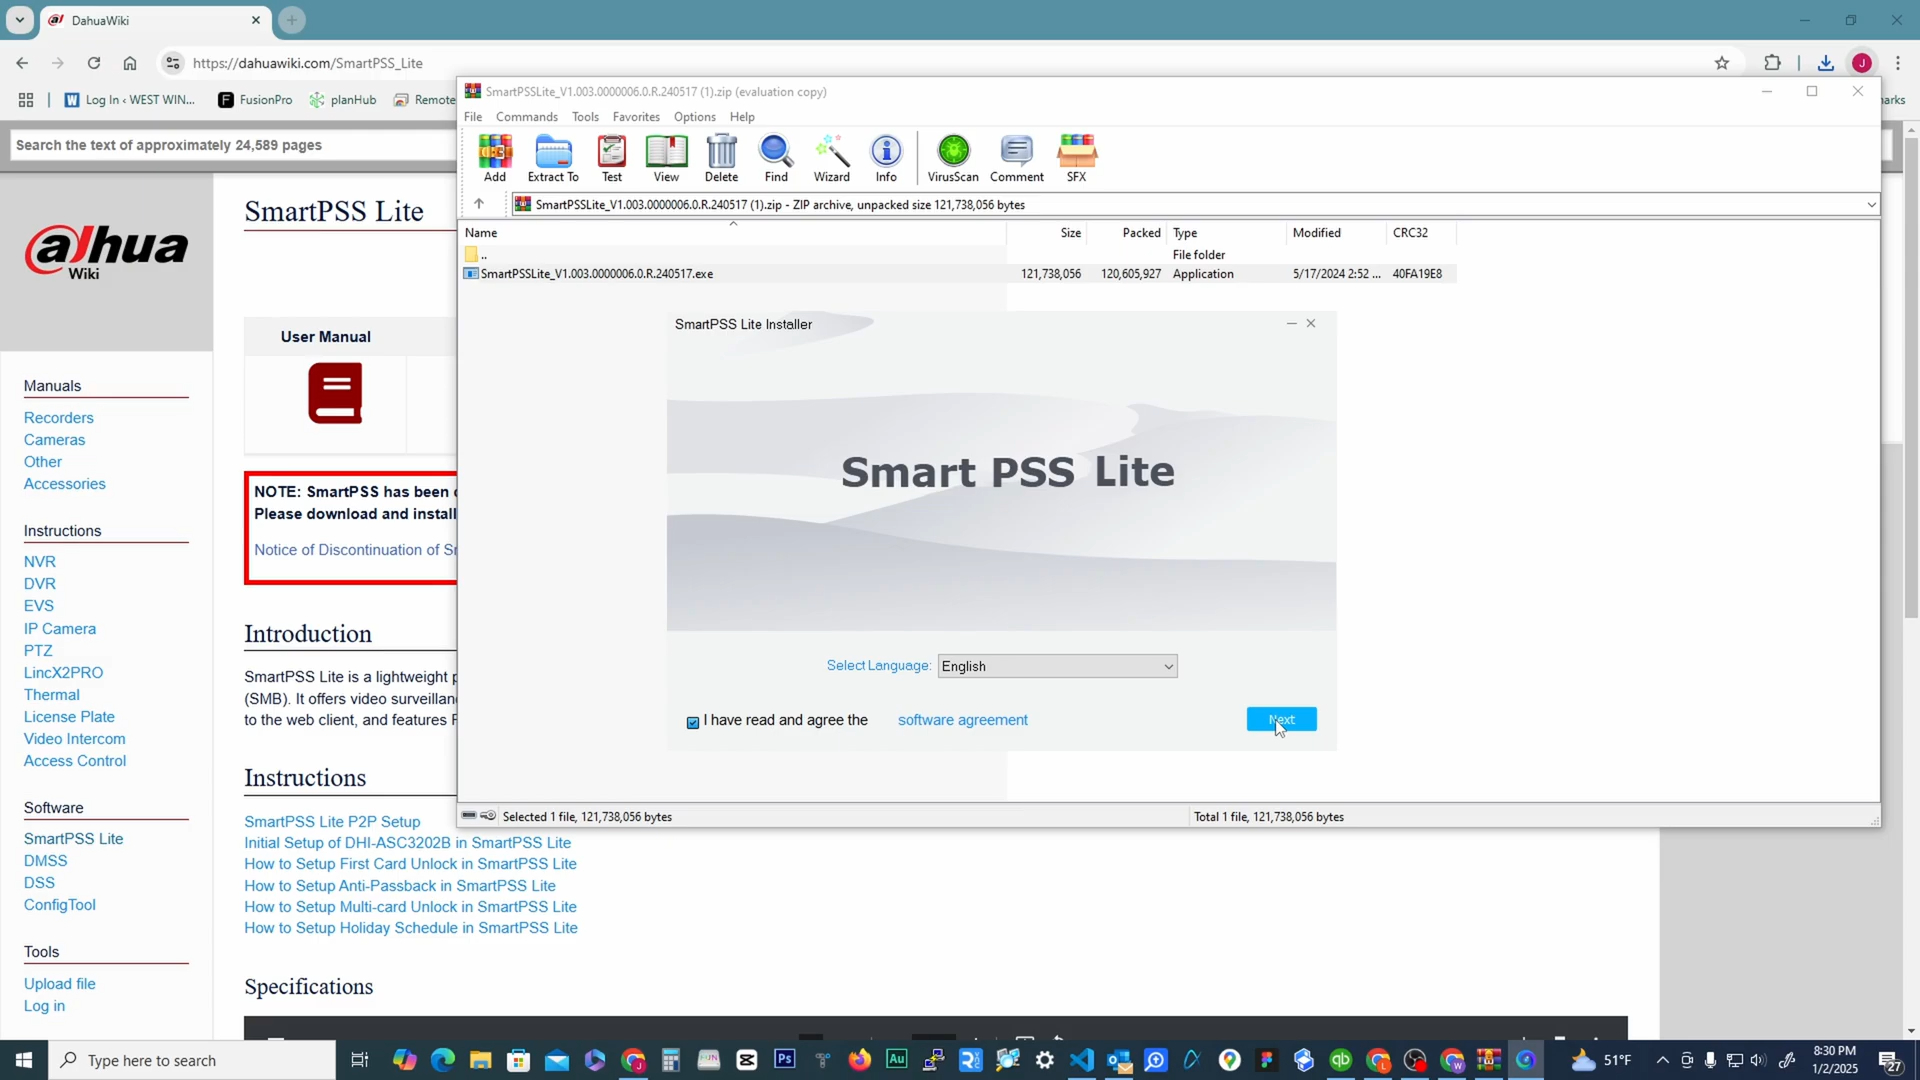 DahuaWiki
https://dahuawiki.com/SmartPSS_Lite
J
Log In ‹ WEST WIN...
FusionPro
planHub
Remote
arks
SmartPSSLite_V1.003.0000006.0.R.240517 (1).zip (evaluation copy)
File Commands Tools Favorites Options Help
Add
Extract To
Test
View
Delete
Find
Wizard
Info
VirusScan
Comment
SFX
SmartPSSLite_V1.003.0000006.0.R.240517 (1).zip - ZIP archive, unpacked size 121,738,056 bytes
Name Size Packed Type Modified CRC32
.. File folder
SmartPSSLite_V1.003.0000006.0.R.240517.exe 121,738,056 120,605,927 Application 5/17/2024 2:52 ... 40FA19E8
SmartPSS Lite Installer
Smart PSS Lite
Select Language: English
I have read and agree the software agreement
Next
Selected 1 file, 121,738,056 bytes
Total 1 file, 121,738,056 bytes
Search the text of approximately 24,589 pages
alhua
Wiki
Manuals
Recorders
Cameras
Other
Accessories
Instructions
NVR
DVR
EVS
IP Camera
PTZ
LincX2PRO
Thermal
License Plate
Video Intercom
Access Control
Software
SmartPSS Lite
DMSS
DSS
ConfigTool
Tools
Upload file
Log in
SmartPSS Lite
User Manual
NOTE: SmartPSS has been
Please download and install
Notice of Discontinuation of
Introduction
SmartPSS Lite is a lightweight
(SMB). It offers video surveillan
to the web client, and features
Instructions
SmartPSS Lite P2P Setup
Initial Setup of DHI-ASC3202B in SmartPSS Lite
How to Setup First Card Unlock in SmartPSS Lite
How to Setup Anti-Passback in SmartPSS Lite
How to Setup Multi-card Unlock in SmartPSS Lite
How to Setup Holiday Schedule in SmartPSS Lite
Specifications
Type here to search
51°F
8:30 PM
1/2/2025
27